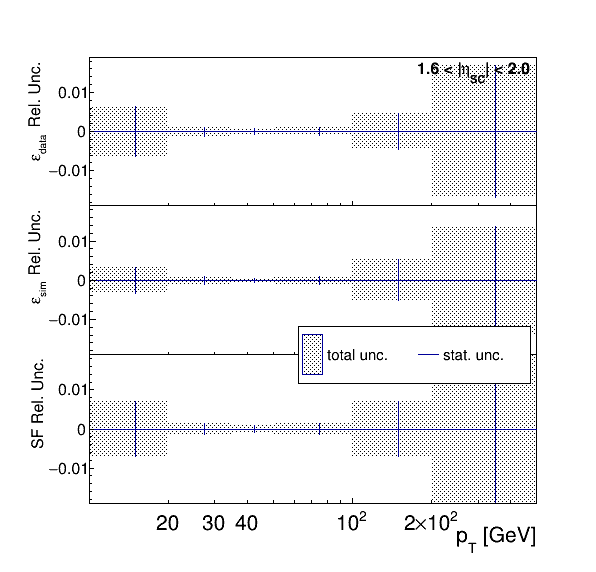 1.6 < |η_SC| < 2.0
ε_data Rel. Unc.
0.01
0
−0.01
ε_sim Rel. Unc.
0.01
0
−0.01
total unc.
stat. unc.
SF Rel. Unc.
0.01
0
−0.01
20 30 40 10² 2×10²
p_T [GeV]